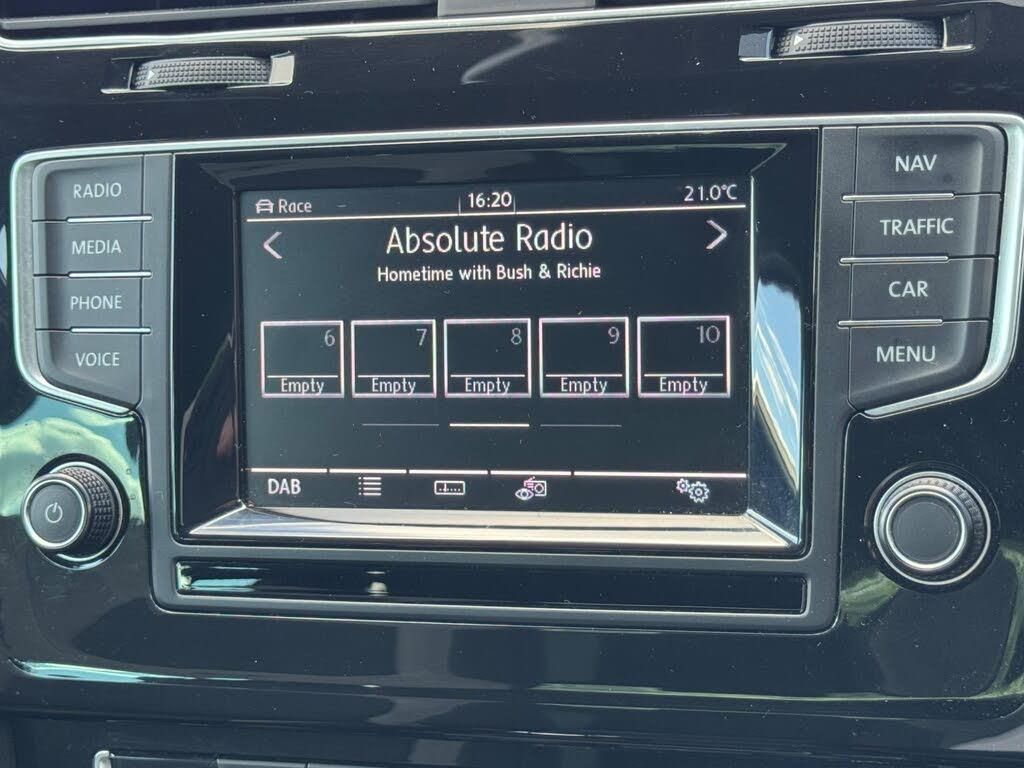 RADIO
MEDIA
PHONE
VOICE
Race 16:20 21.0°C
Absolute Radio
Hometime with Bush & Richie
6 7 8 9 10
Empty Empty Empty Empty Empty
DAB
NAV
TRAFFIC
CAR
MENU